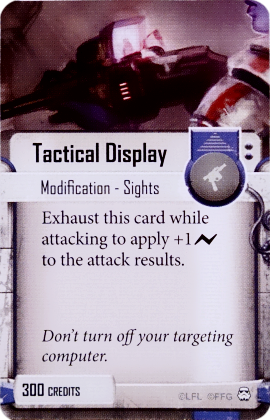 Tactical Display
Modification - Sights
Exhaust this card while
attacking to apply +1
to the attack results.
Don't turn off your targeting
computer.
300 CREDITS
©LFL ©FFG